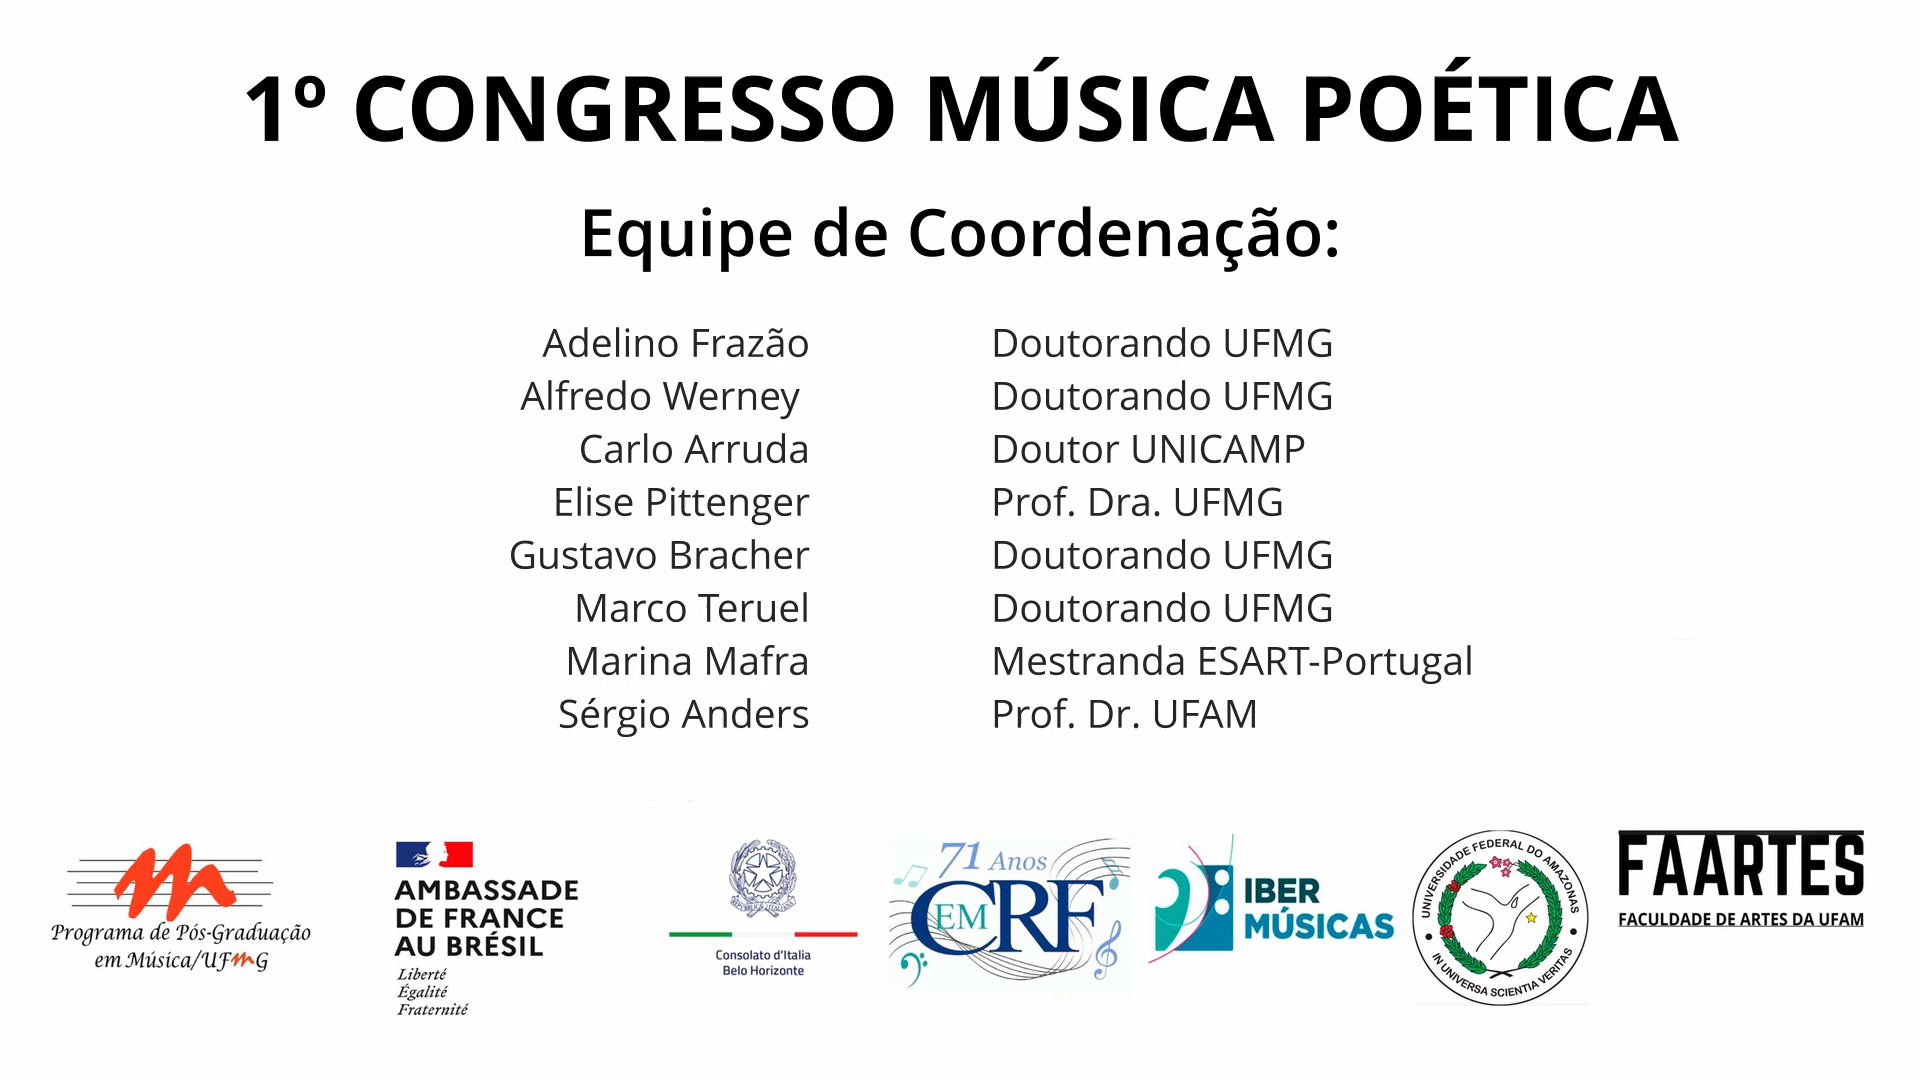 1º CONGRESSO MÚSICA POÉTICA
Equipe de Coordenação:
Adelino Frazão Doutorando UFMG
Alfredo Werney Doutorando UFMG
Carlo Arruda Doutor UNICAMP
Elise Pittenger Prof. Dra. UFMG
Gustavo Bracher Doutorando UFMG
Marco Teruel Doutorando UFMG
Marina Mafra Mestranda ESART-Portugal
Sérgio Anders Prof. Dr. UFAM
Programa de Pós-Graduação
em Música/UFMG
AMBASSADE
DE FRANCE
AU BRÉSIL
Liberté
Égalité
Fraternité
Consolato d'Italia
Belo Horizonte
71 Anos
CRF
EM
IBER
MÚSICAS
UNIVERSIDADE FEDERAL DO AMAZONAS
IN UNIVERSA SCIENTIA VERITAS
FAARTES
FACULDADE DE ARTES DA UFAM